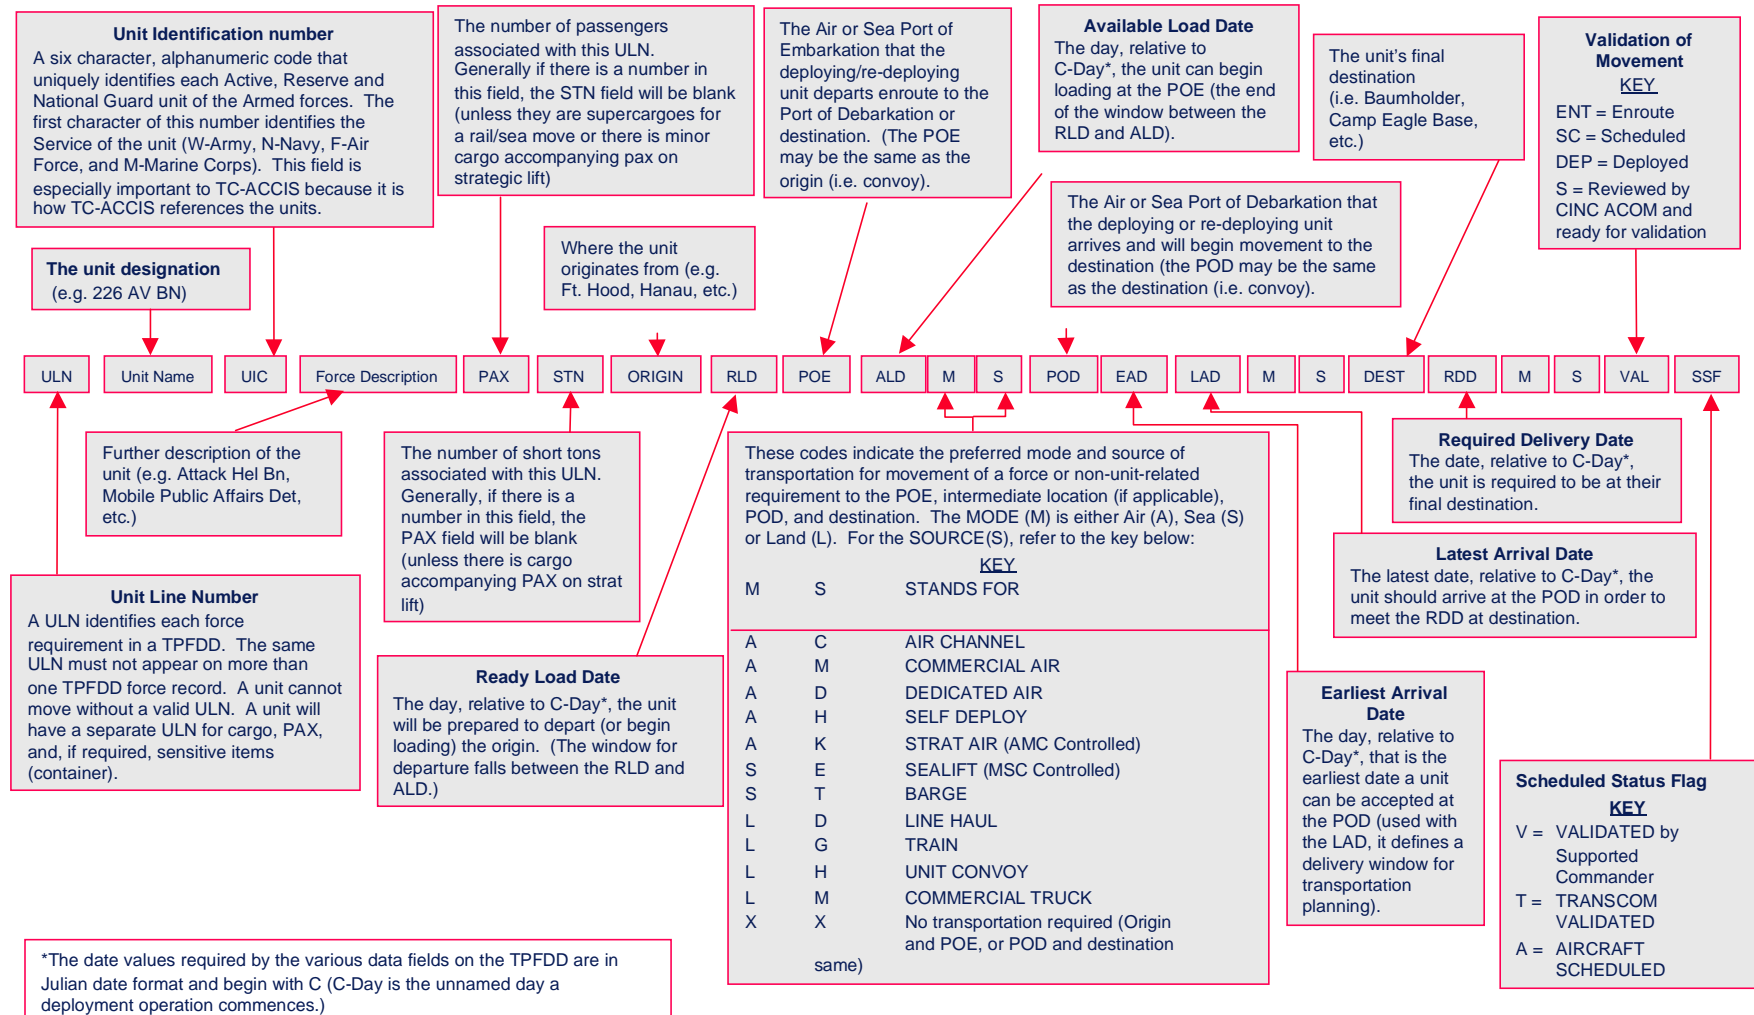 Unit Identification number
A six character, alphanumeric code that
uniquely identifies each Active, Reserve and
National Guard unit of the Armed forces. The
first character of this number identifies the
Service of the unit (W-Army, N-Navy, F-Air
Force, and M-Marine Corps). This field is
especially important to TC-ACCIS because it is
how TC-ACCIS references the units.
The number of passengers
associated with this ULN.
Generally if there is a number in
this field, the STN field will be blank
(unless they are supercargoes for
a rail/sea move or there is minor
cargo accompanying pax on
strategic lift)
The Air or Sea Port of
Embarkation that the
deploying/re-deploying
unit departs enroute to the
Port of Debarkation or
destination. (The POE
may be the same as the
origin (i.e. convoy).
Available Load Date
The day, relative to
C-Day*, the unit can begin
loading at the POE (the end
of the window between the
RLD and ALD).
The unit's final
destination
(i.e. Baumholder,
Camp Eagle Base,
etc.)
Validation of
Movement
KEY
ENT = Enroute
SC = Scheduled
DEP = Deployed
S = Reviewed by
CINC ACOM and
ready for validation
The unit designation
(e.g. 226 AV BN)
Where the unit
originates from (e.g.
Ft. Hood, Hanau, etc.)
The Air or Sea Port of Debarkation that
the deploying or re-deploying unit
arrives and will begin movement to the
destination (the POD may be the same
as the destination (i.e. convoy).
ULN Unit Name UIC Force Description PAX STN ORIGIN RLD POE ALD M S POD EAD LAD M S DEST RDD M S VAL SSF
Further description of the
unit (e.g. Attack Hel Bn,
Mobile Public Affairs Det,
etc.)
The number of short tons
associated with this ULN.
Generally, if there is a
number in this field, the
PAX field will be blank
(unless there is cargo
accompanying PAX on strat
lift)
These codes indicate the preferred mode and source of
transportation for movement of a force or non-unit-related
requirement to the POE, intermediate location (if applicable),
POD, and destination. The MODE (M) is either Air (A), Sea (S)
or Land (L). For the SOURCE(S), refer to the key below:
KEY
M S STANDS FOR
A C AIR CHANNEL
A M COMMERCIAL AIR
A D DEDICATED AIR
A H SELF DEPLOY
A K STRAT AIR (AMC Controlled)
S E SEALIFT (MSC Controlled)
S T BARGE
L D LINE HAUL
L G TRAIN
L H UNIT CONVOY
L M COMMERCIAL TRUCK
X X No transportation required (Origin
and POE, or POD and destination
same)
Required Delivery Date
The date, relative to C-Day*,
the unit is required to be at their
final destination.
Latest Arrival Date
The latest date, relative to C-Day*, the
unit should arrive at the POD in order to
meet the RDD at destination.
Unit Line Number
A ULN identifies each force
requirement in a TPFDD. The same
ULN must not appear on more than
one TPFDD force record. A unit cannot
move without a valid ULN. A unit will
have a separate ULN for cargo, PAX,
and, if required, sensitive items
(container).
Ready Load Date
The day, relative to C-Day*, the unit
will be prepared to depart (or begin
loading) the origin. (The window for
departure falls between the RLD and
ALD.)
Earliest Arrival
Date
The day, relative to
C-Day*, that is the
earliest date a unit
can be accepted at
the POD (used with
the LAD, it defines a
delivery window for
transportation
planning).
Scheduled Status Flag
KEY
V = VALIDATED by
Supported
Commander
T = TRANSCOM
VALIDATED
A = AIRCRAFT
SCHEDULED
*The date values required by the various data fields on the TPFDD are in
Julian date format and begin with C (C-Day is the unnamed day a
deployment operation commences.)